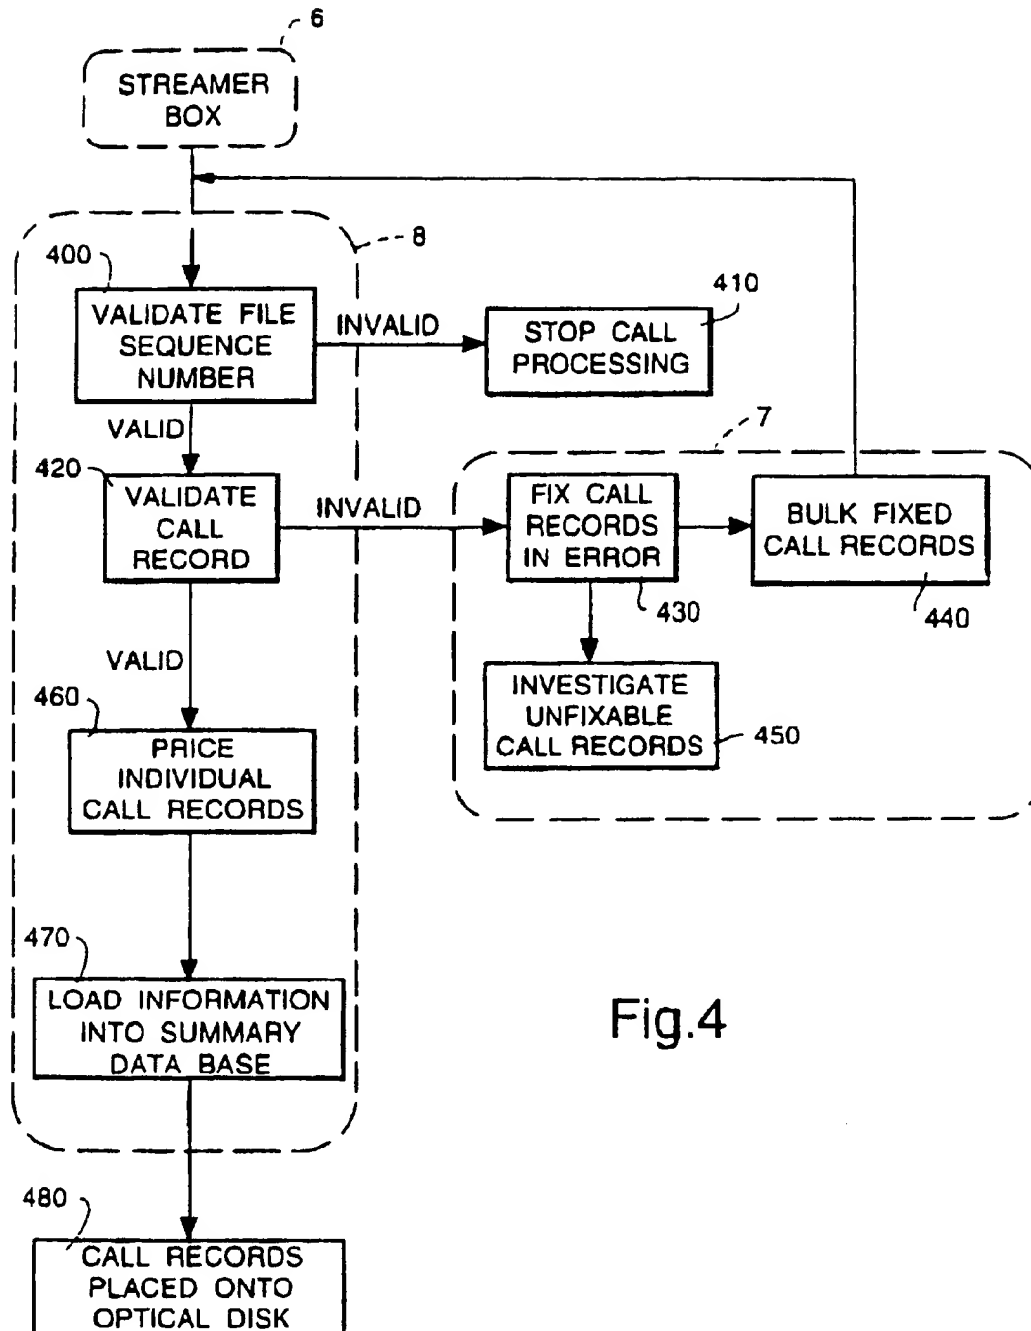 6
STREAMER
BOX
8
400
VALIDATE FILE
SEQUENCE
NUMBER
INVALID
410
STOP CALL
PROCESSING
VALID
7
420
VALIDATE
CALL
RECORD
INVALID
FIX CALL
RECORDS
IN ERROR
430
BULK FIXED
CALL RECORDS
440
VALID
INVESTIGATE
UNFIXABLE
CALL RECORDS
450
460
PRICE
INDIVIDUAL
CALL RECORDS
470
LOAD INFORMATION
INTO SUMMARY
DATA BASE
Fig.4
480
CALL RECORDS
PLACED ONTO
OPTICAL DISK